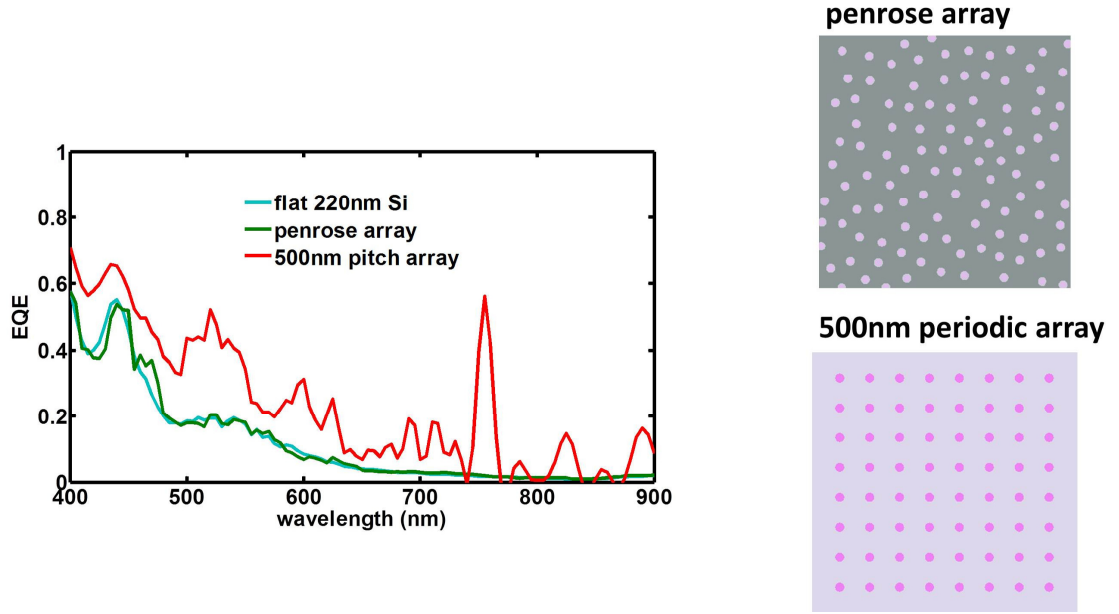 penrose array
1
0.8
0.6
0.4
0.2
0
EQE
flat 220nm Si
penrose array
500nm pitch array
400 500 600 700 800 900
wavelength (nm)
500nm periodic array